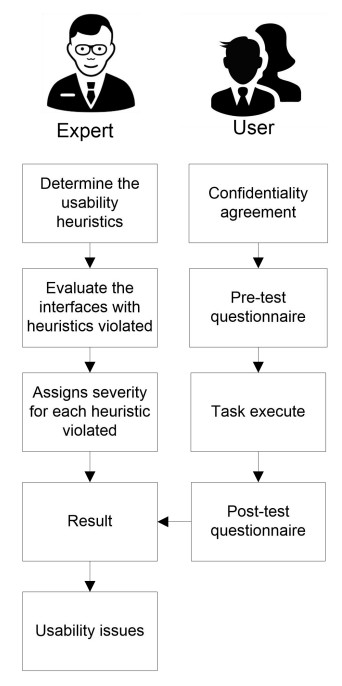 Expert
User
Determine the
usability
heuristics
Confidentiality
agreement
Evaluate the
interfaces with
heuristics violated
Pre-test
questionnaire
Assigns severity
for each heuristic
violated
Task execute
Result
Post-test
questionnaire
Usability issues